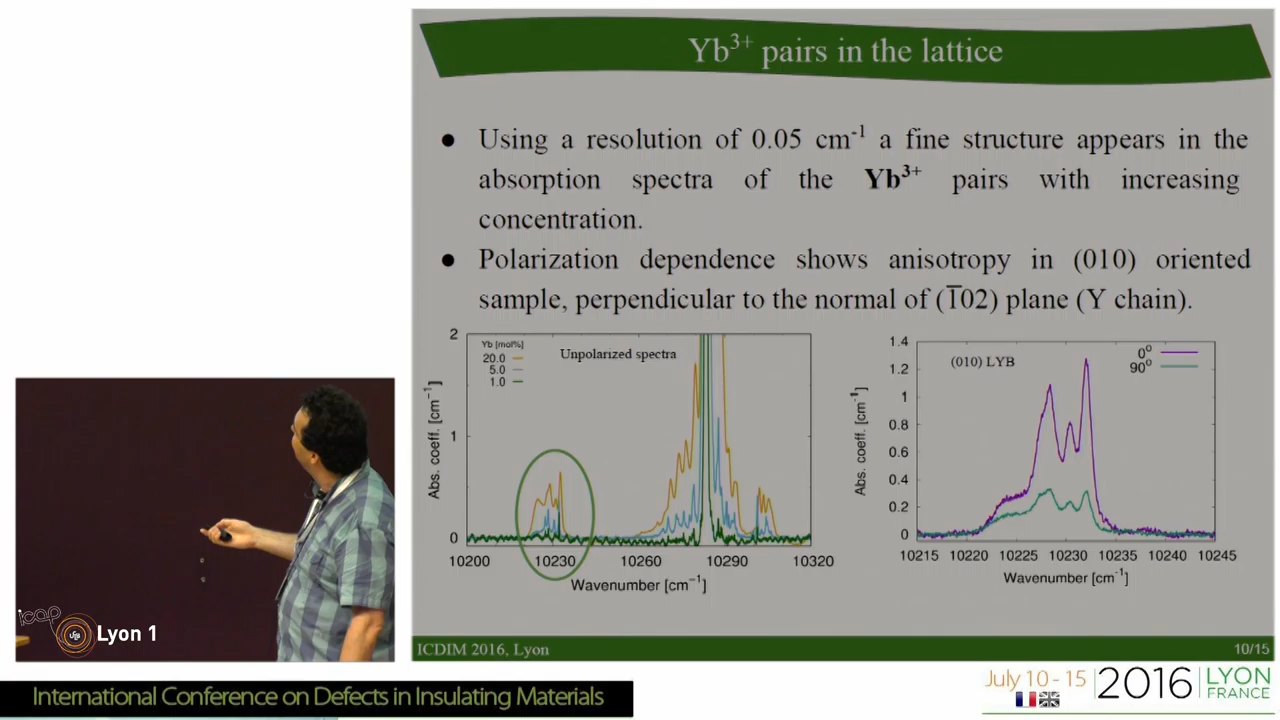 Yb³⁺ pairs in the lattice
● Using a resolution of 0.05 cm⁻¹ a fine structure appears in the
absorption spectra of the Yb³⁺ pairs with increasing
concentration.
● Polarization dependence shows anisotropy in (010) oriented
sample, perpendicular to the normal of (1̅02) plane (Y chain).
Yb [mol%]
20.0
5.0
1.0
Unpolarized spectra
2
1
0
Abs. coeff. [cm⁻¹]
10200 10230 10260 10290 10320
Wavenumber [cm⁻¹]
(010) LYB
0°
90°
1.4
1.2
1
0.8
0.6
0.4
0.2
0
Abs. coeff. [cm⁻¹]
10215 10220 10225 10230 10235 10240 10245
Wavenumber [cm⁻¹]
ICDIM 2016, Lyon 10/15
icap
UCB
Lyon 1
International Conference on Defects in Insulating Materials
July 10 - 15
2016
LYON
FRANCE